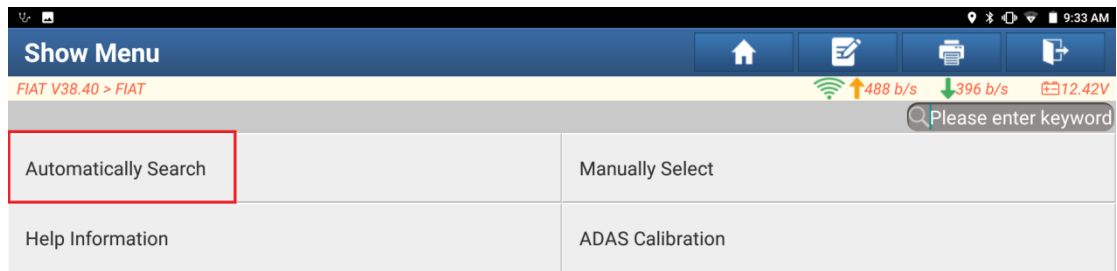 9:33 AM
Show Menu
FIAT V38.40 > FIAT 488 b/s 396 b/s 12.42V
Please enter keyword
Automatically Search Manually Select
Help Information ADAS Calibration